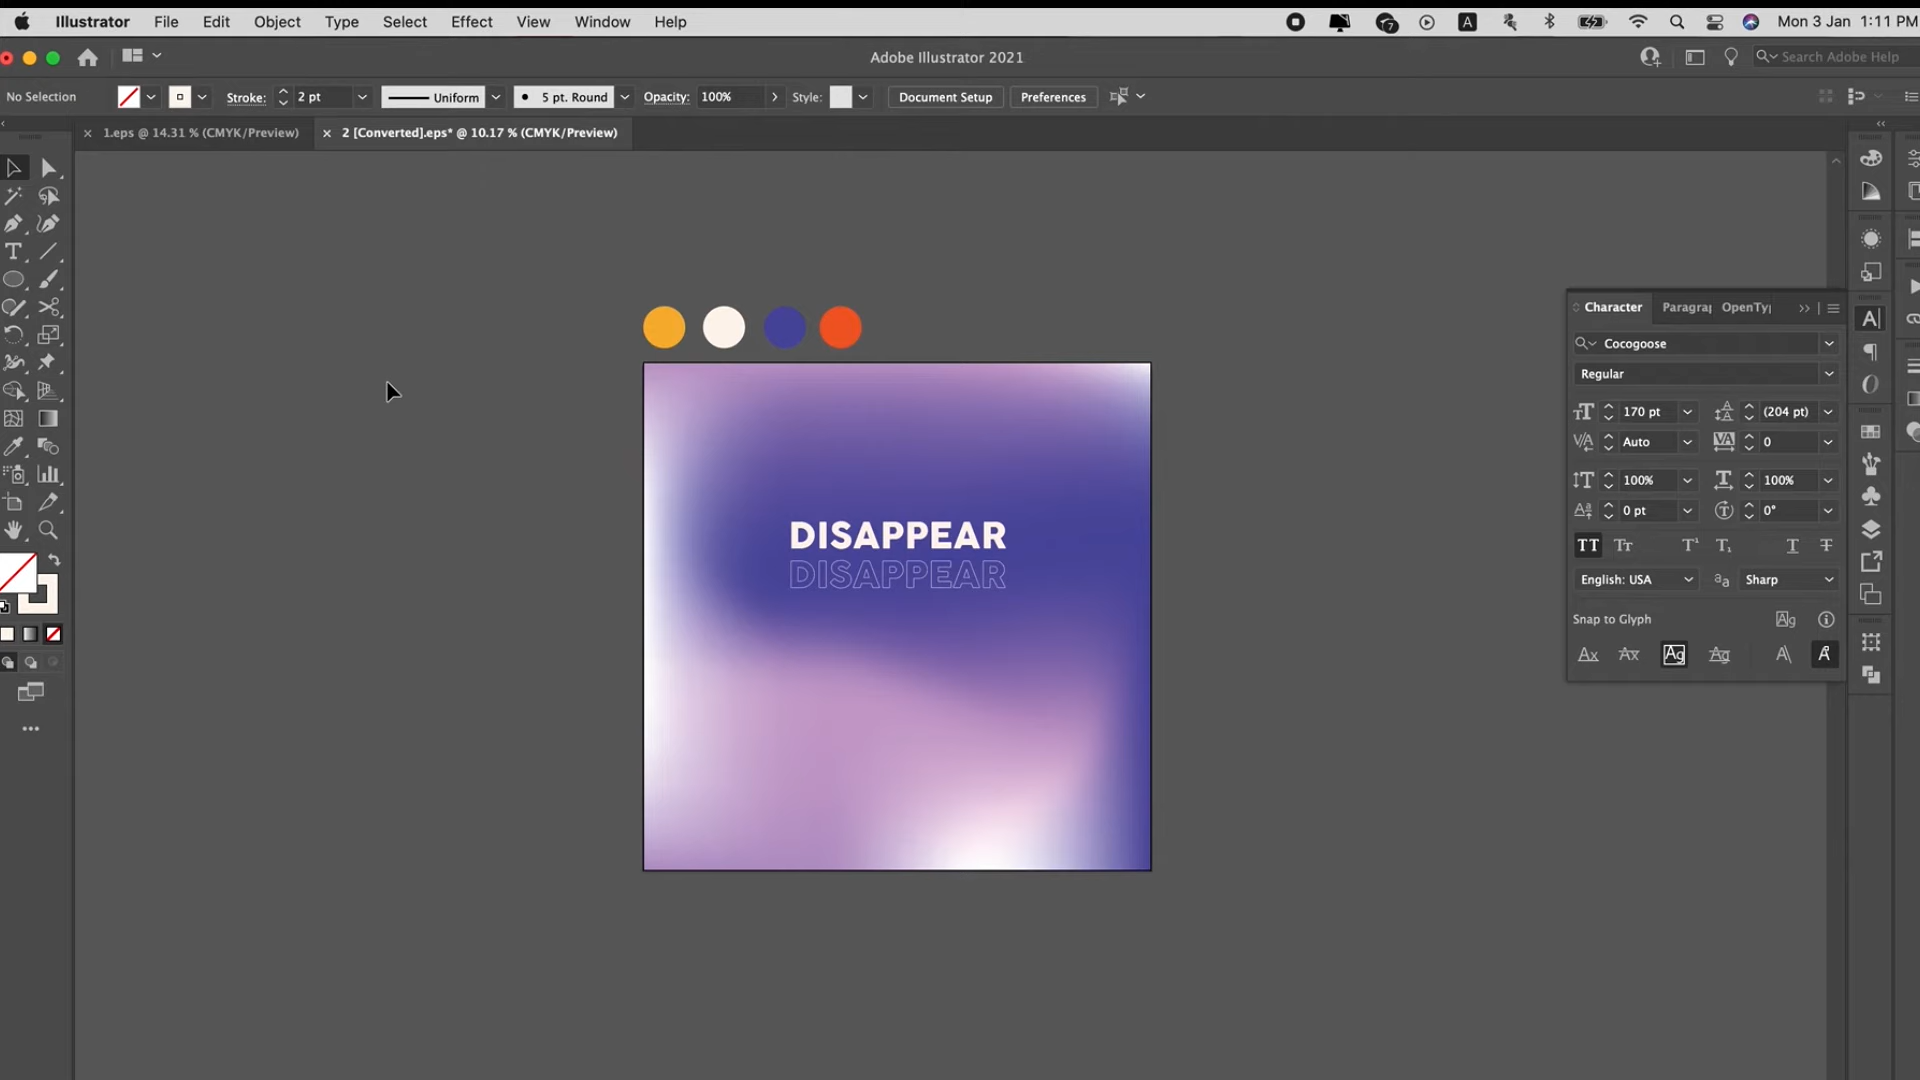 Illustrator File Edit Object Type Select Effect View Window Help
7 A Mon 3 Jan 1:11 PM
Adobe Illustrator 2021
Search Adobe Help
No Selection Stroke: 2 pt Uniform 5 pt. Round Opacity: 100% Style: Document Setup Preferences
1.eps @ 14.31 % (CMYK/Preview) 2 [Converted].eps* @ 10.17 % (CMYK/Preview)
Character Paragra OpenTy
Cocogoose
Regular
170 pt (204 pt)
Auto 0
100% 100%
0 pt 0°
English: USA Sharp
Snap to Glyph
DISAPPEAR
DISAPPEAR